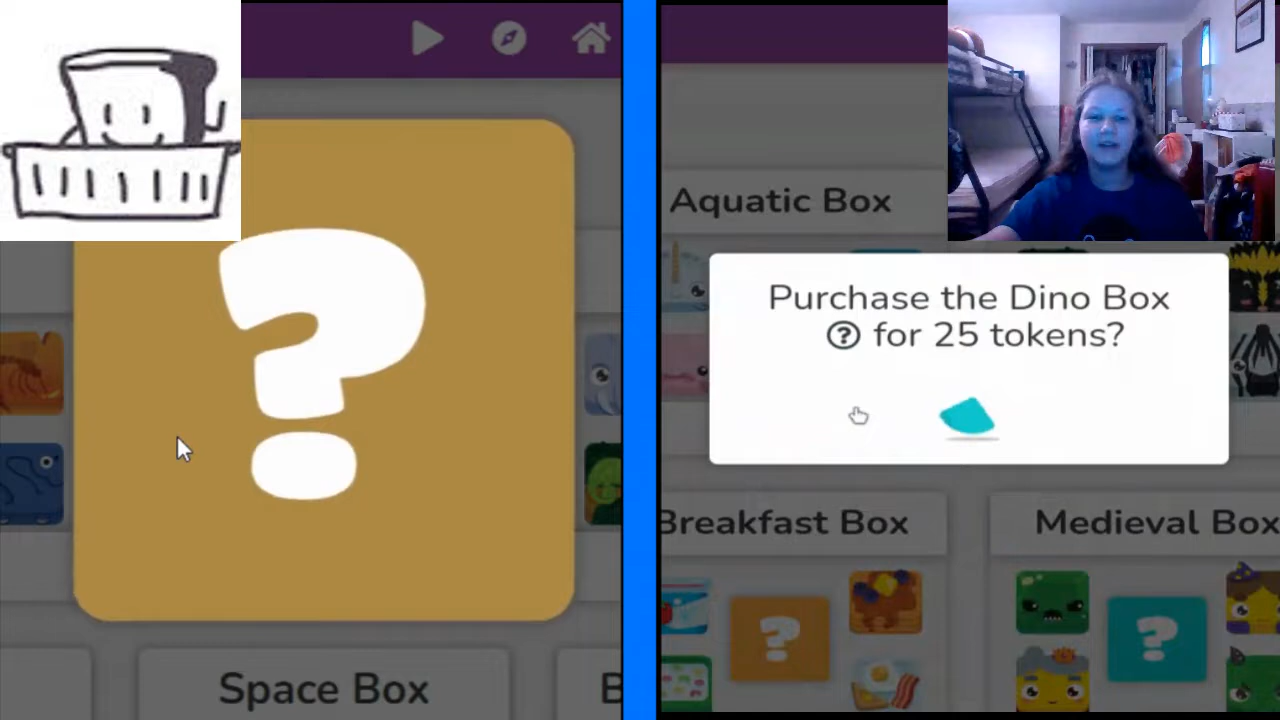 ?
Space Box
B
Aquatic Box
Purchase the Dino Box
? for 25 tokens?
Breakfast Box
Medieval Box
?
?